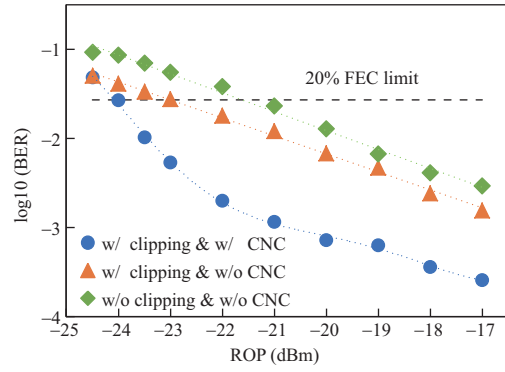 −1
20% FEC limit
−2
log10 (BER)
−3
w/ clipping & w/ CNC
w/ clipping & w/o CNC
w/o clipping & w/o CNC
−4
−25 −24 −23 −22 −21 −20 −19 −18 −17
ROP (dBm)